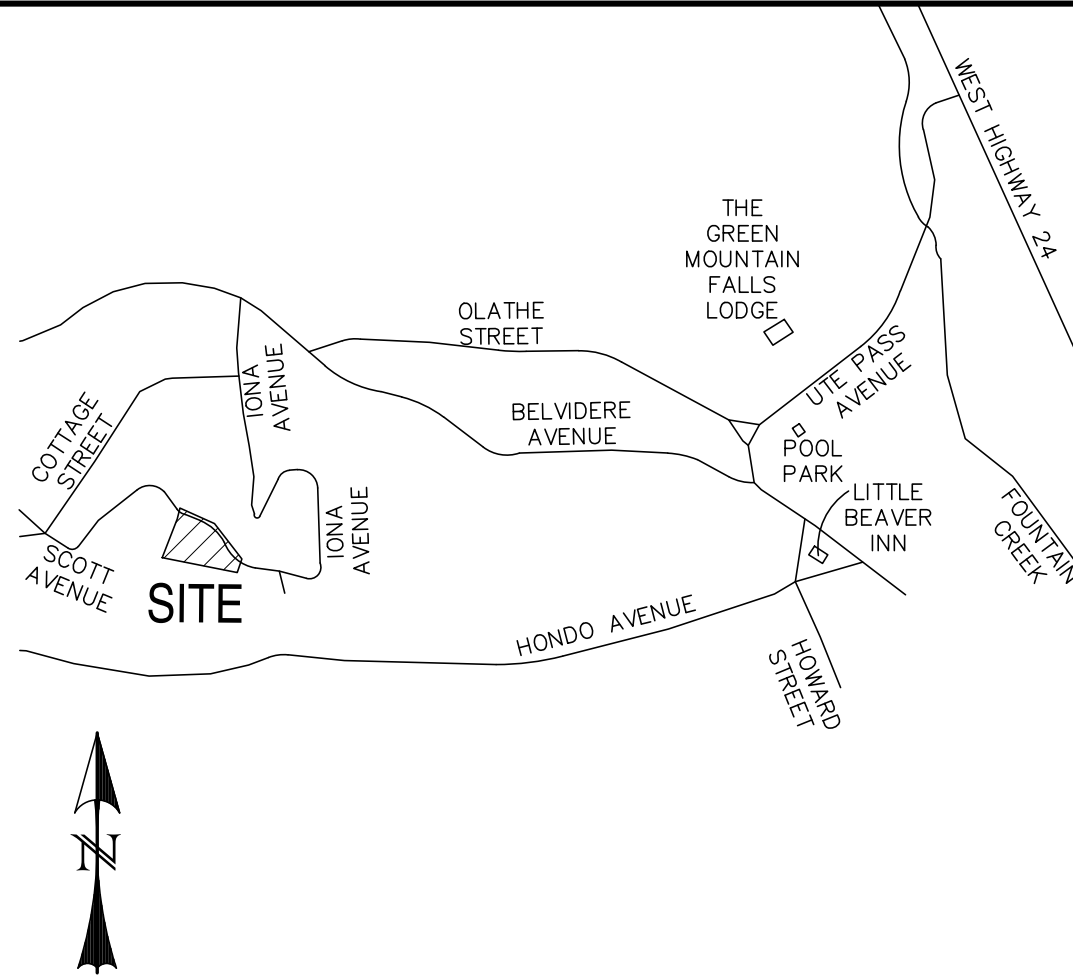 WEST HIGHWAY 24
THE
GREEN
MOUNTAIN
FALLS
LODGE
OLATHE
STREET
UTE PASS
AVENUE
IONA
AVENUE
COTTAGE
STREET
BELVIDERE
AVENUE
POOL
PARK
LITTLE
BEAVER
INN
FOUNTAIN
CREEK
IONA
AVENUE
SCOTT
AVENUE
SITE
HONDO AVENUE
HOWARD
STREET
N